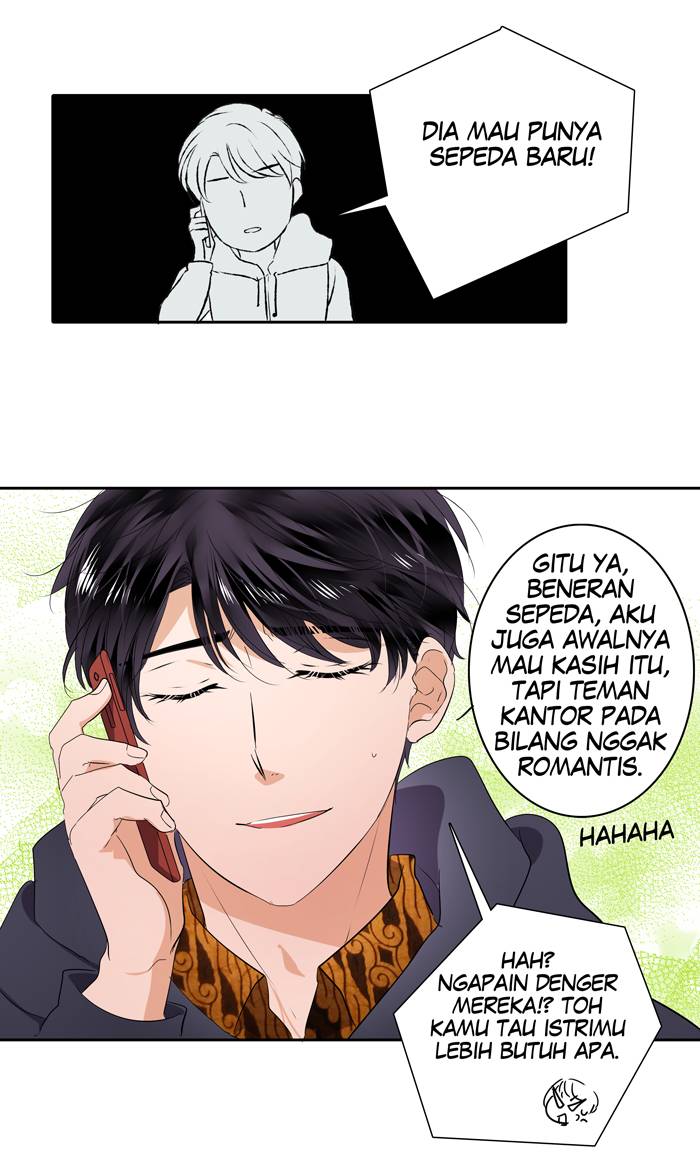 DIA MAU PUNYA
SEPEDA BARU!
GITU YA,
BENERAN
SEPEDA, AKU
JUGA AWALNYA
MAU KASIH ITU,
TAPI TEMAN
KANTOR PADA
BILANG NGGAK
ROMANTIS.
HAHAHA
HAH?
NGAPAIN DENGER
MEREKA!? TOH
KAMU TAU ISTRIMU
LEBIH BUTUH APA.